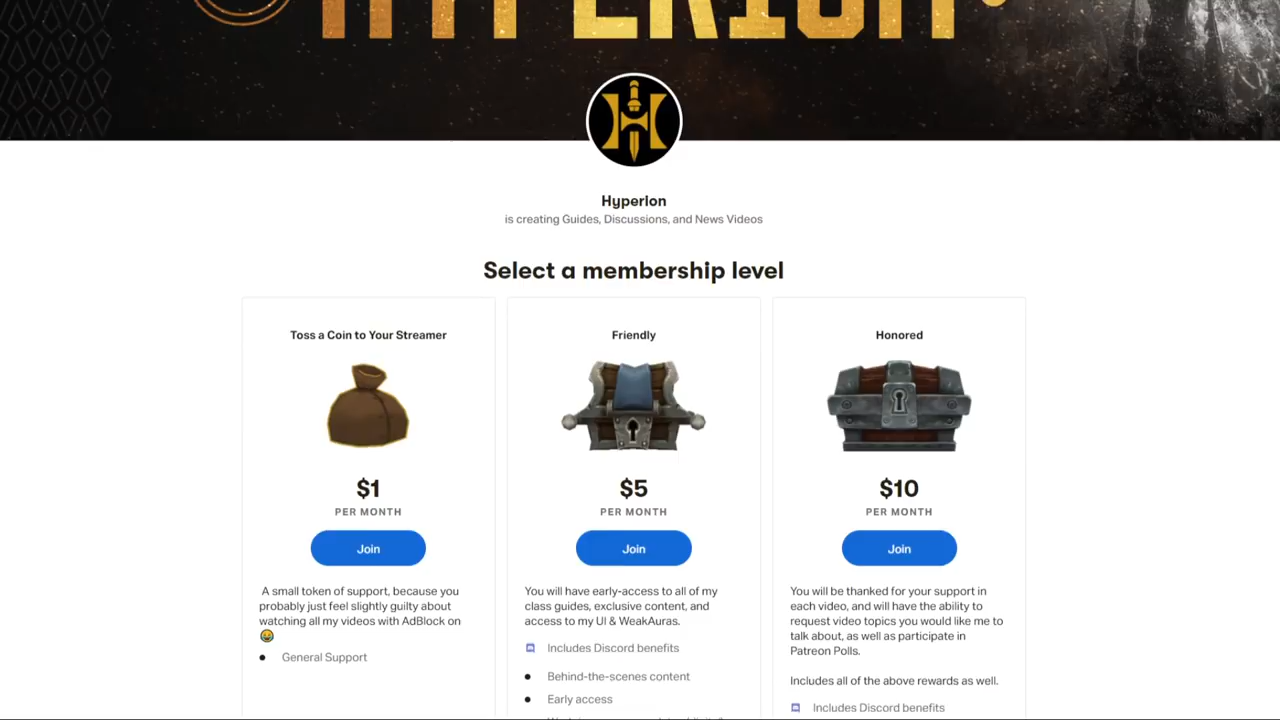 HYPERION
Hyperion
is creating Guides, Discussions, and News Videos
Select a membership level
Toss a Coin to Your Streamer
Friendly
Honored
$1
$5
$10
PER MONTH
PER MONTH
PER MONTH
Join
Join
Join
A small token of support, because you
probably just feel slightly guilty about
watching all my videos with AdBlock on
😂
• General Support
You will have early-access to all of my
class guides, exclusive content, and
access to my UI & WeakAuras.
Includes Discord benefits
• Behind-the-scenes content
• Early access
You will be thanked for your support in
each video, and will have the ability to
request video topics you would like me to
talk about, as well as participate in
Patreon Polls.
Includes all of the above rewards as well.
Includes Discord benefits